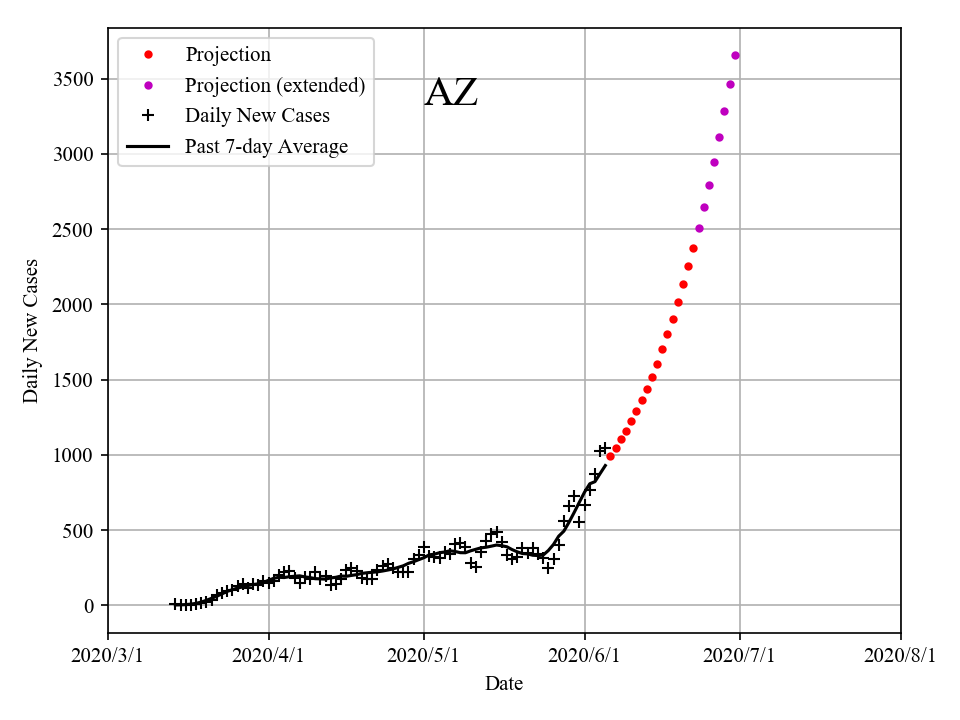 Projection
Projection (extended)
Daily New Cases
Past 7-day Average
AZ
3500
3000
2500
2000
1500
1000
500
0
Daily New Cases
2020/3/1 2020/4/1 2020/5/1 2020/6/1 2020/7/1 2020/8/1
Date